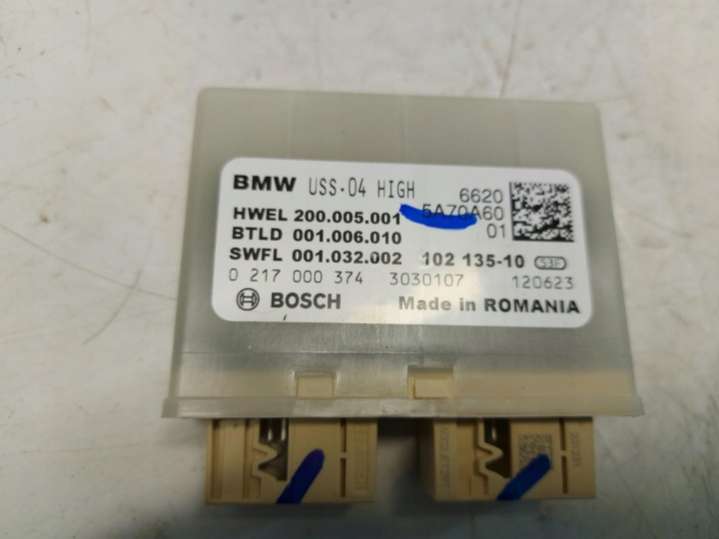 BMW USS-04 HIGH 6620
HWEL 200.005.001 5A70A60
BTLD 001.006.010 01
SWFL 001.032.002 102 135-10 S3F
0 217 000 374 3030107 120623
BOSCH Made in ROMANIA